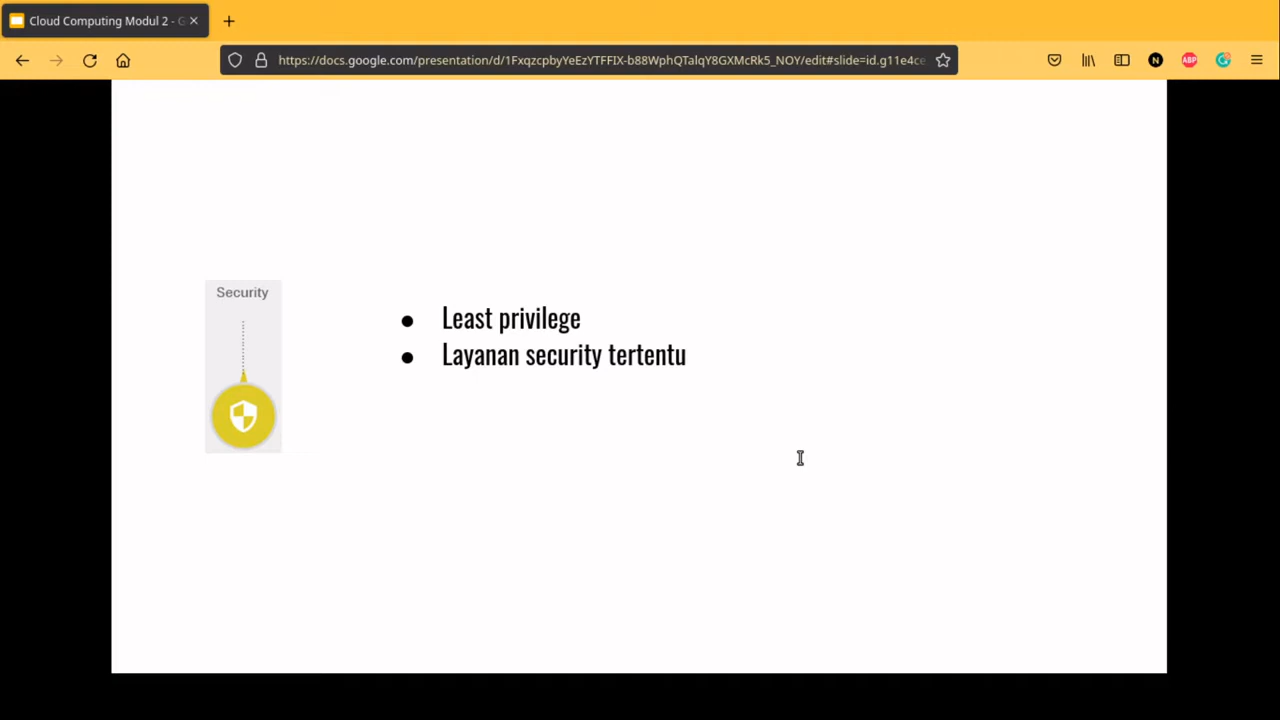 Cloud Computing Modul 2 - G
https://docs.google.com/presentation/d/1FxqzcpbyYeEzYTFFIX-b88WphQTalqY8GXMcRk5_NOY/edit#slide=id.g11e4ce
N
ABP
Security
● Least privilege
● Layanan security tertentu